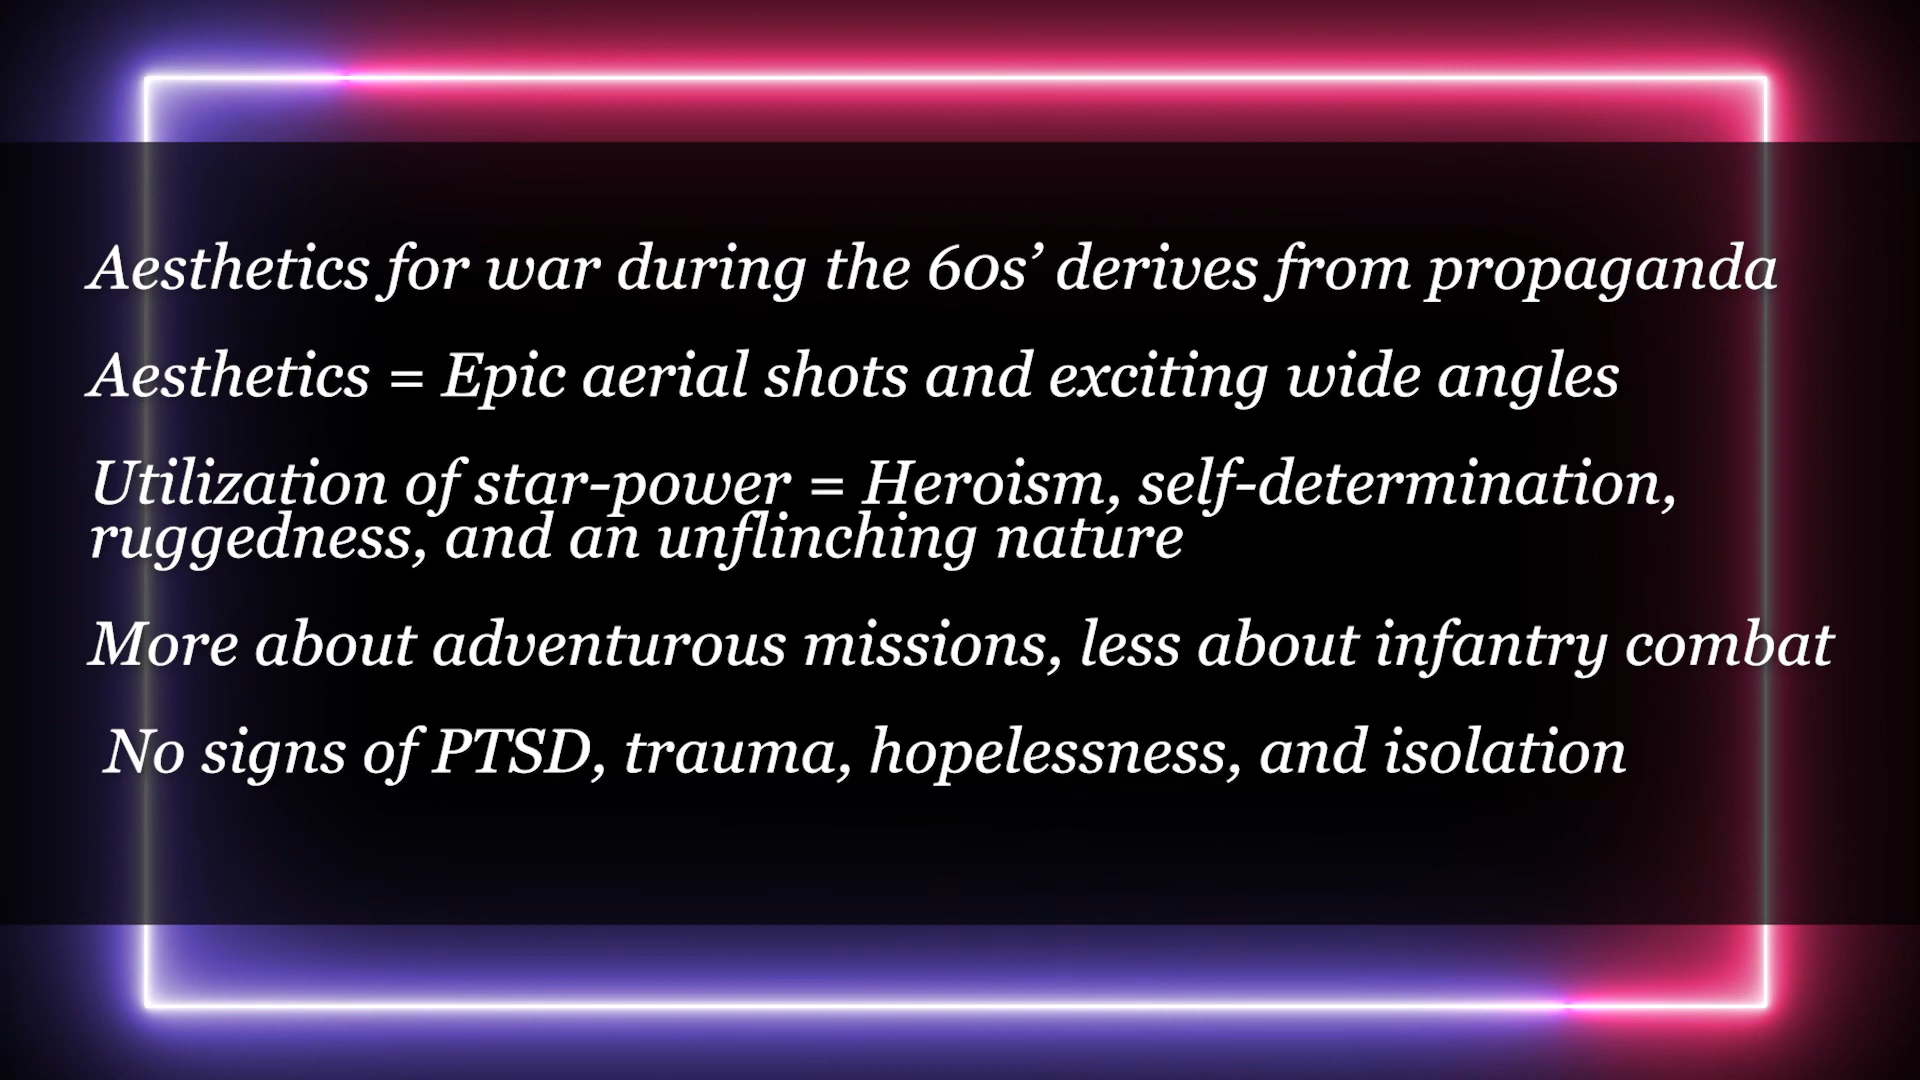 Aesthetics for war during the 60s’ derives from propaganda
Aesthetics = Epic aerial shots and exciting wide angles
Utilization of star-power = Heroism, self-determination,
ruggedness, and an unflinching nature
More about adventurous missions, less about infantry combat
No signs of PTSD, trauma, hopelessness, and isolation